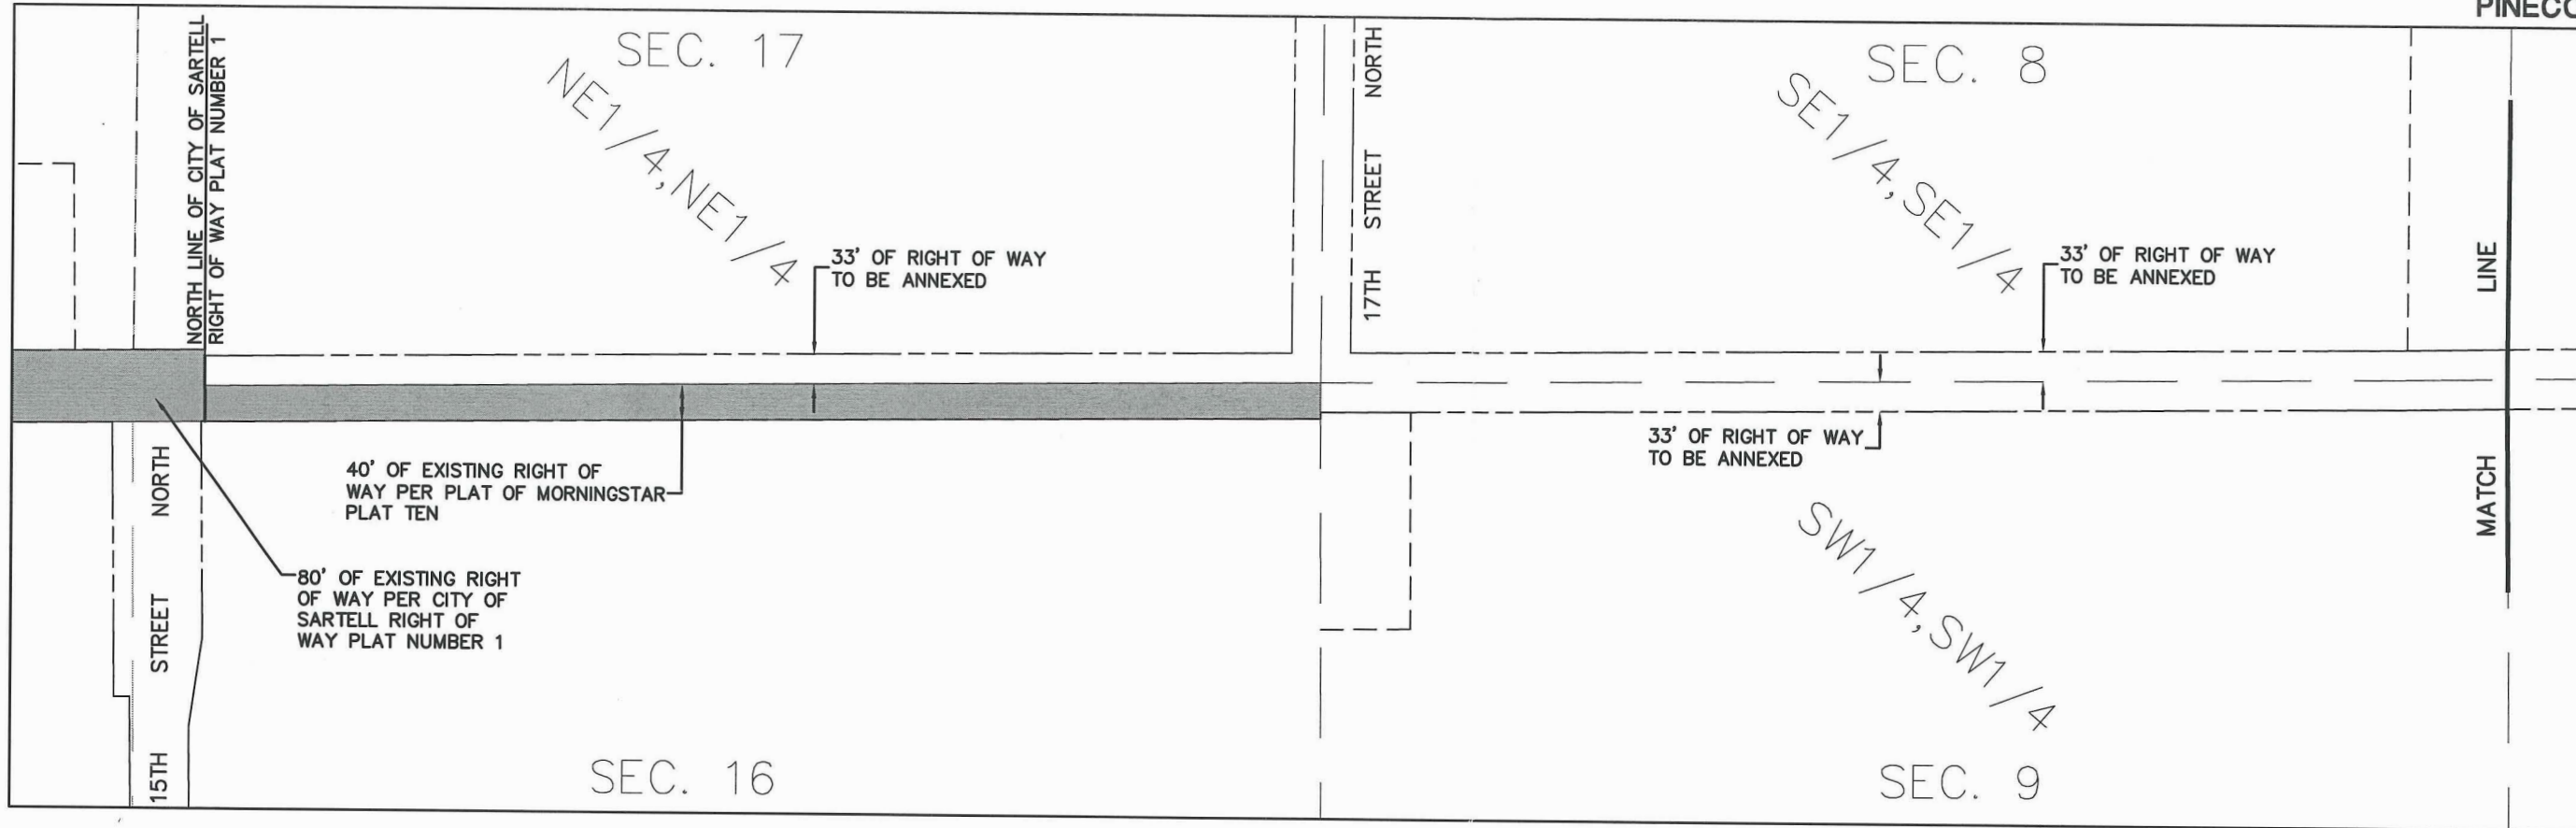 PINECO
SEC. 17
NE1/4,NE1/4
SEC. 8
SE1/4,SE1/4
NORTH LINE OF CITY OF SARTELL
RIGHT OF WAY PLAT NUMBER 1
17TH STREET NORTH
33' OF RIGHT OF WAY
TO BE ANNEXED
33' OF RIGHT OF WAY
TO BE ANNEXED
MATCH LINE
33' OF RIGHT OF WAY
TO BE ANNEXED
40' OF EXISTING RIGHT OF
WAY PER PLAT OF MORNINGSTAR
PLAT TEN
80' OF EXISTING RIGHT
OF WAY PER CITY OF
SARTELL RIGHT OF
WAY PLAT NUMBER 1
15TH STREET NORTH
SW1/4,SW1/4
SEC. 16
SEC. 9